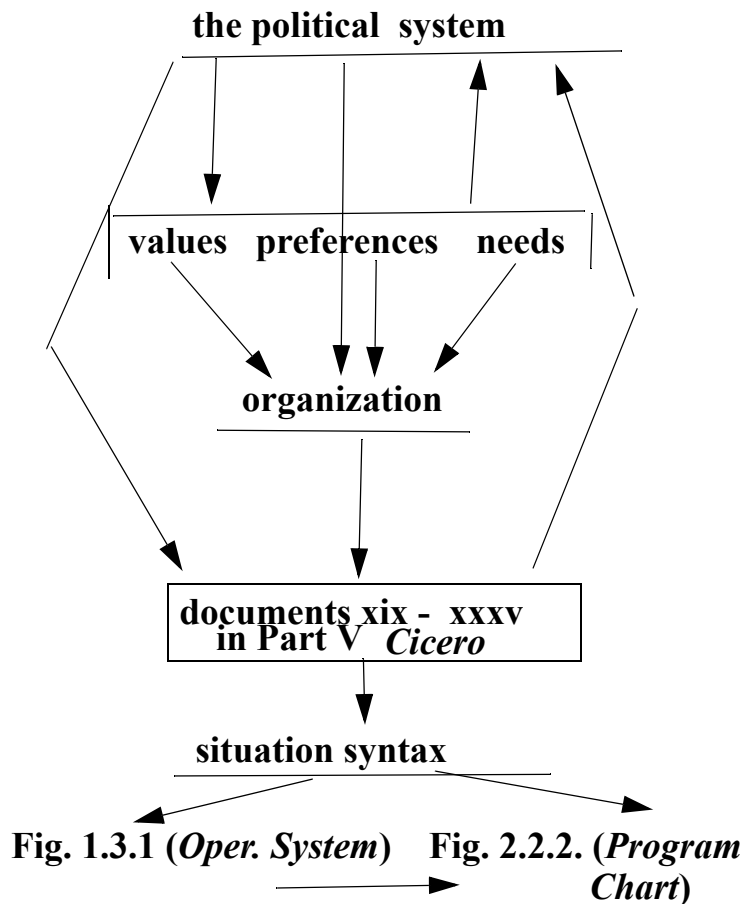 the political system
values preferences needs
organization
documents xix - xxxv
in Part V Cicero
situation syntax
Fig. 1.3.1 (Oper. System) Fig. 2.2.2. (Program
Chart)